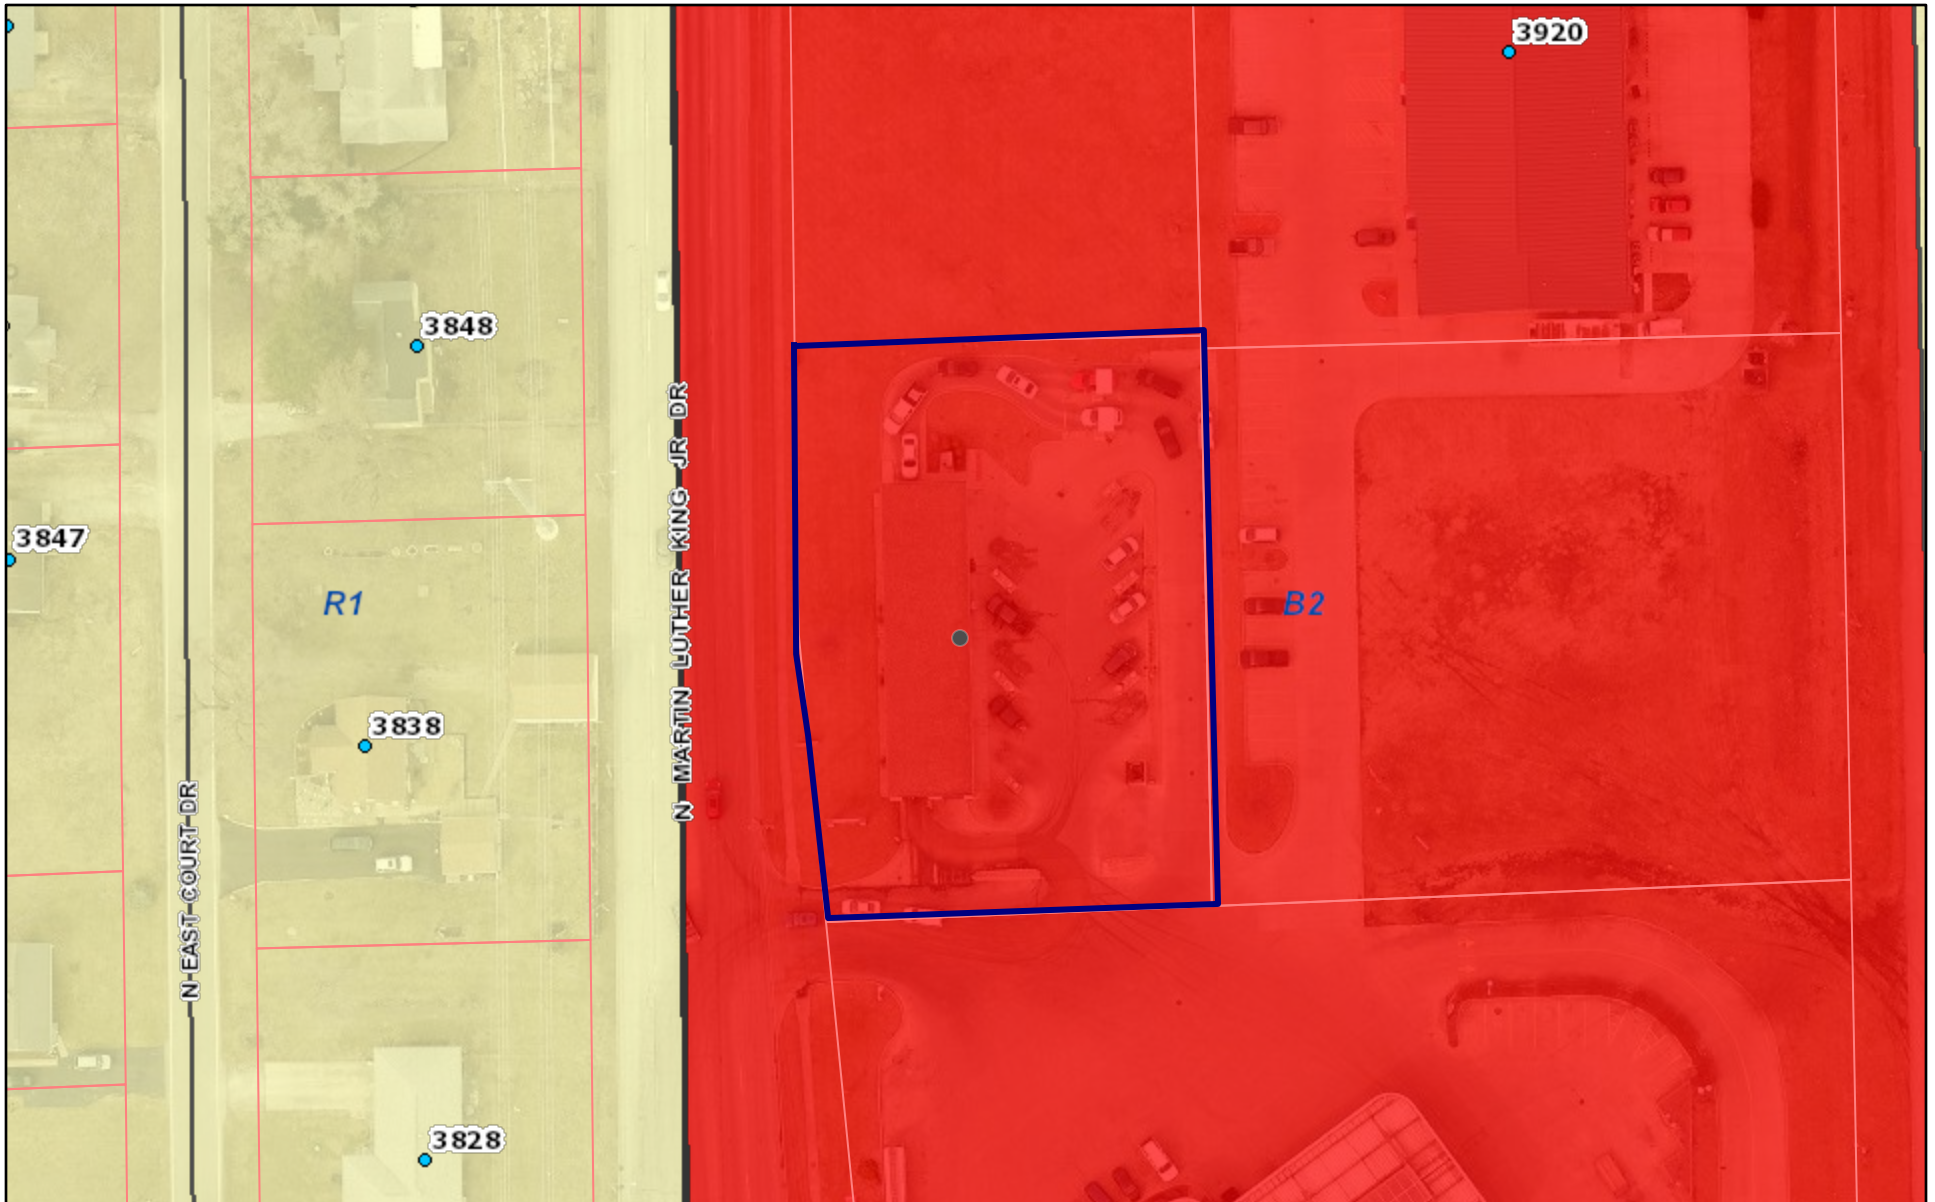 3920
3848
N MARTIN LUTHER KING JR DR
3847
R1
B2
3838
N EAST COURT DR
3828